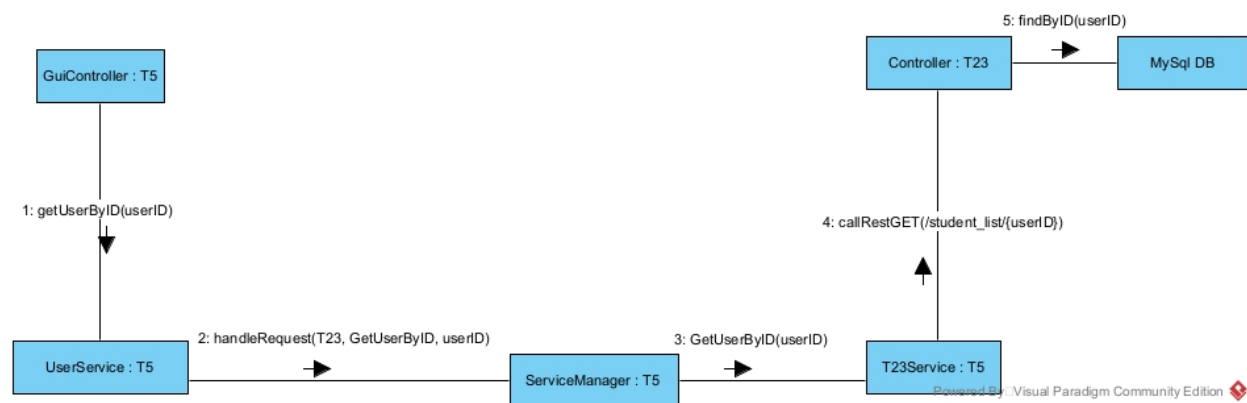 5: findByID(userID)
GuiController : T5
Controller : T23
MySql DB
1: getUserByID(userID)
4: callRestGET(/student_list/{userID})
2: handleRequest(T23, GetUserByID, userID)
3: GetUserByID(userID)
UserService : T5
ServiceManager : T5
T23Service : T5
Powered By Visual Paradigm Community Edition